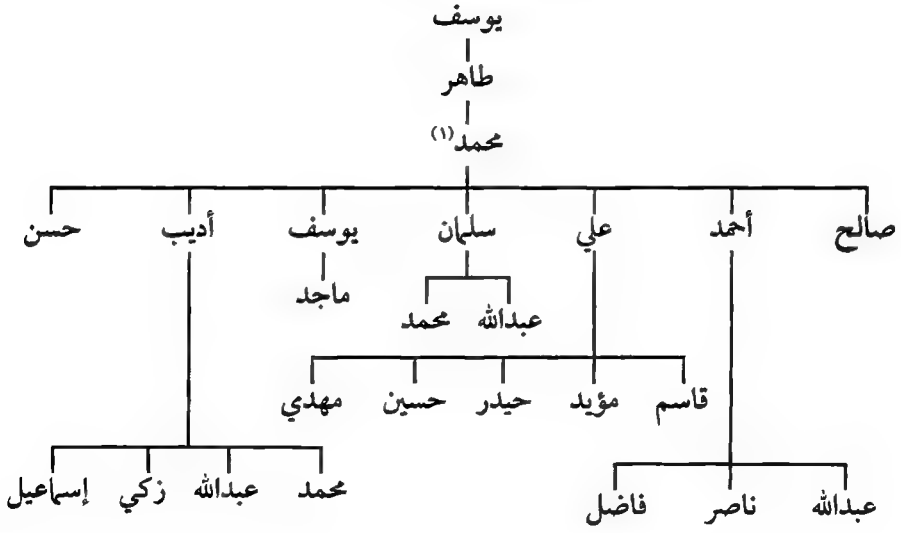 يوسف
طاهر
محمد (١)
صالح أحمد علي سلمان يوسف أديب حسن
ماجد
عبدالله محمد
قاسم مؤيد حيدر حسين مهدي
محمد عبدالله زكي إسماعيل
عبدالله ناصر فاضل